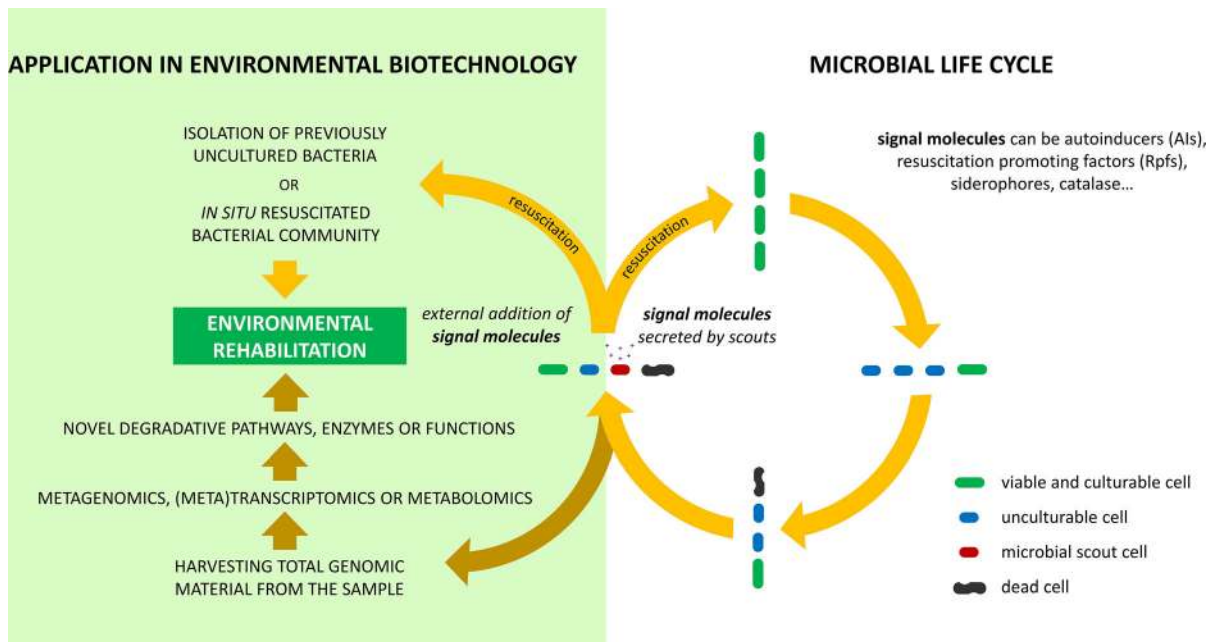 APPLICATION IN ENVIRONMENTAL BIOTECHNOLOGY
ISOLATION OF PREVIOUSLY
UNCULTURED BACTERIA
OR
IN SITU RESUSCITATED
BACTERIAL COMMUNITY
ENVIRONMENTAL
REHABILITATION
NOVEL DEGRADATIVE PATHWAYS, ENZYMES OR FUNCTIONS
METAGENOMICS, (META)TRANSCRIPTOMICS OR METABOLOMICS
HARVESTING TOTAL GENOMIC
MATERIAL FROM THE SAMPLE
resuscitation
external addition of
signal molecules
MICROBIAL LIFE CYCLE
signal molecules can be autoinducers (AIs),
resuscitation promoting factors (Rpfs),
siderophores, catalase...
resuscitation
signal molecules
secreted by scouts
viable and culturable cell
unculturable cell
microbial scout cell
dead cell